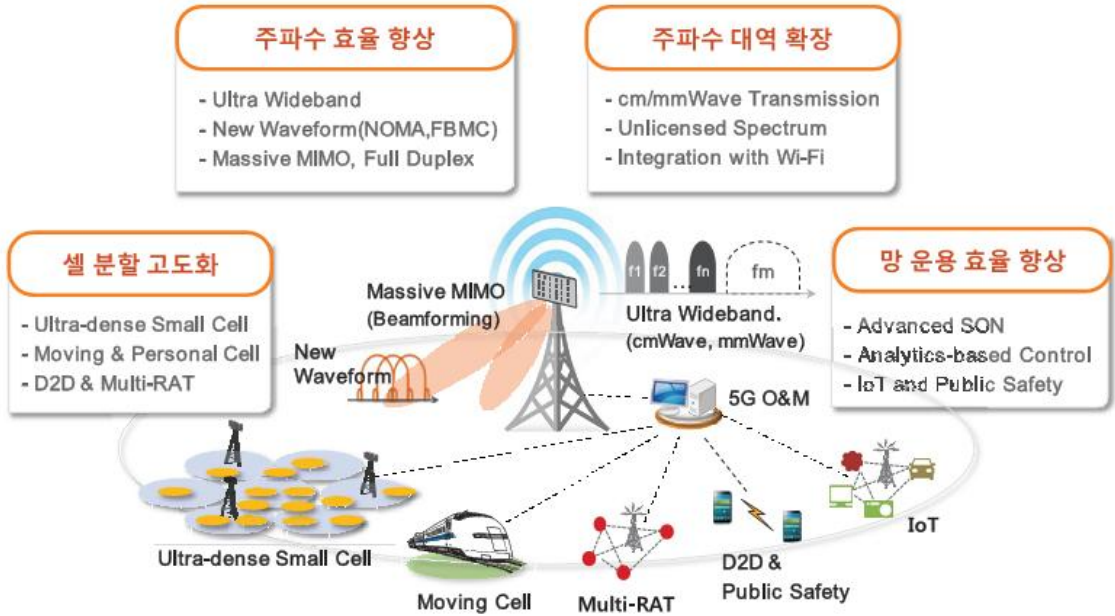 주파수 효율 향상
- Ultra Wideband
- New Waveform(NOMA,FBMC)
- Massive MIMO, Full Duplex
주파수 대역 확장
- cm/mmWave Transmission
- Unlicensed Spectrum
- Integration with Wi-Fi
셀 분할 고도화
- Ultra-dense Small Cell
- Moving & Personal Cell
- D2D & Multi-RAT
망 운용 효율 향상
- Advanced SON
- Analytics-based Control
- IoT and Public Safety
Massive MIMO
(Beamforming)
f1 f2 ... fn fm
Ultra Wideband.
(cmWave, mmWave)
New
Waveform
5G O&M
Ultra-dense Small Cell
Moving Cell
Multi-RAT
D2D &
Public Safety
IoT